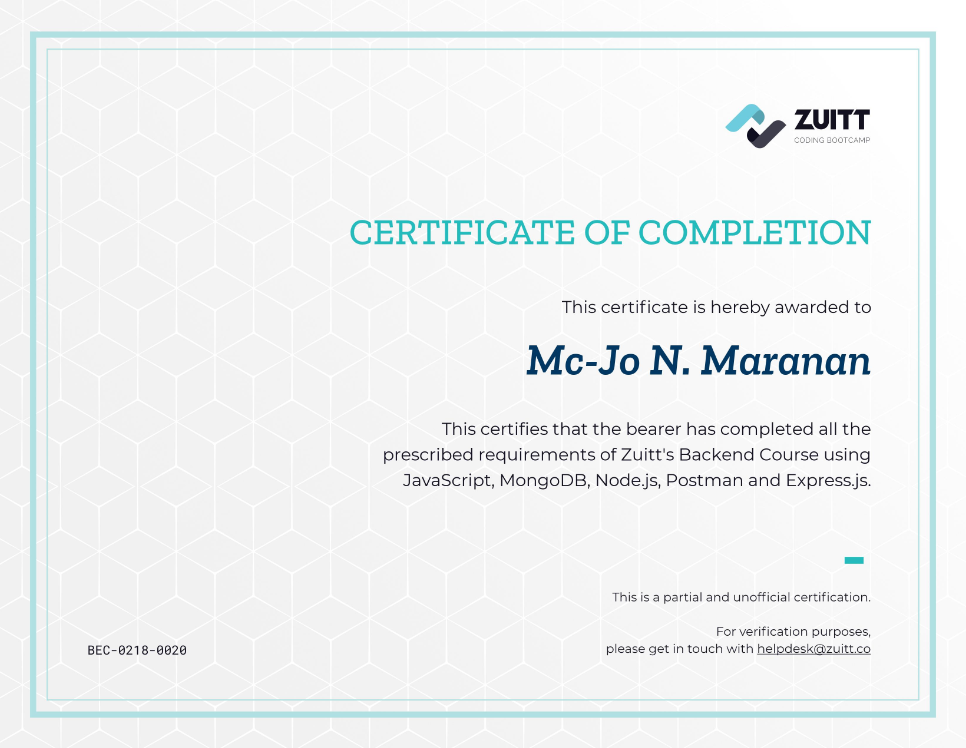 ZUITT
CODING BOOTCAMP
CERTIFICATE OF COMPLETION
This certificate is hereby awarded to
Mc-Jo N. Maranan
This certifies that the bearer has completed all the
prescribed requirements of Zuitt's Backend Course using
JavaScript, MongoDB, Node.js, Postman and Express.js.
This is a partial and unofficial certification.
For verification purposes,
please get in touch with helpdesk@zuitt.co
BEC-0218-0020